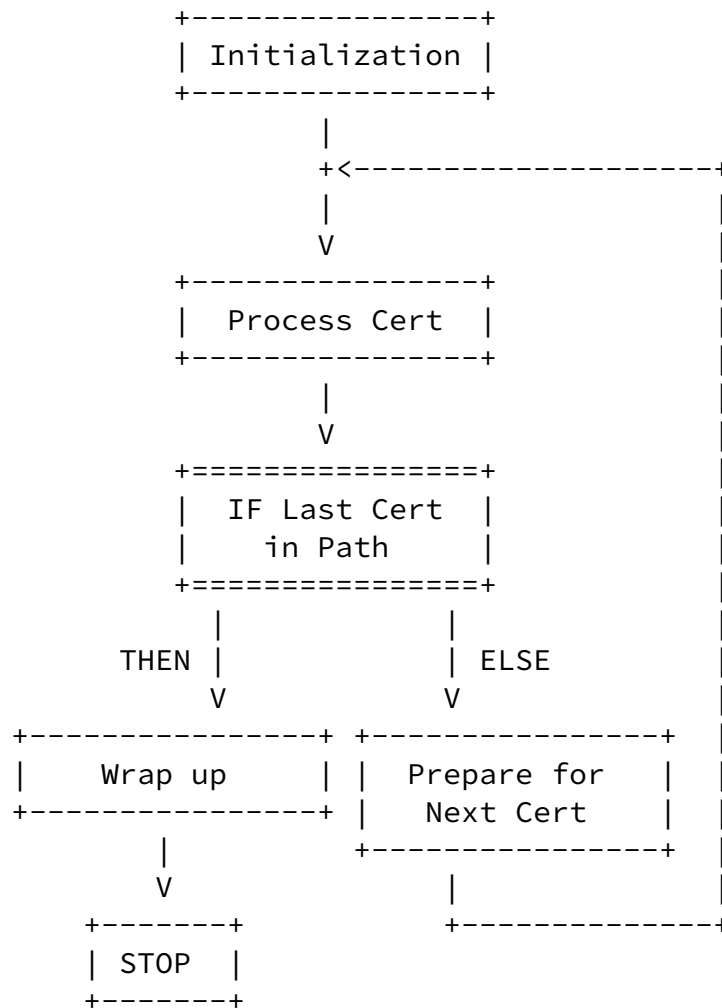 Initialization
Process Cert
IF Last Cert
in Path
THEN ELSE
Wrap up Prepare for
Next Cert
STOP